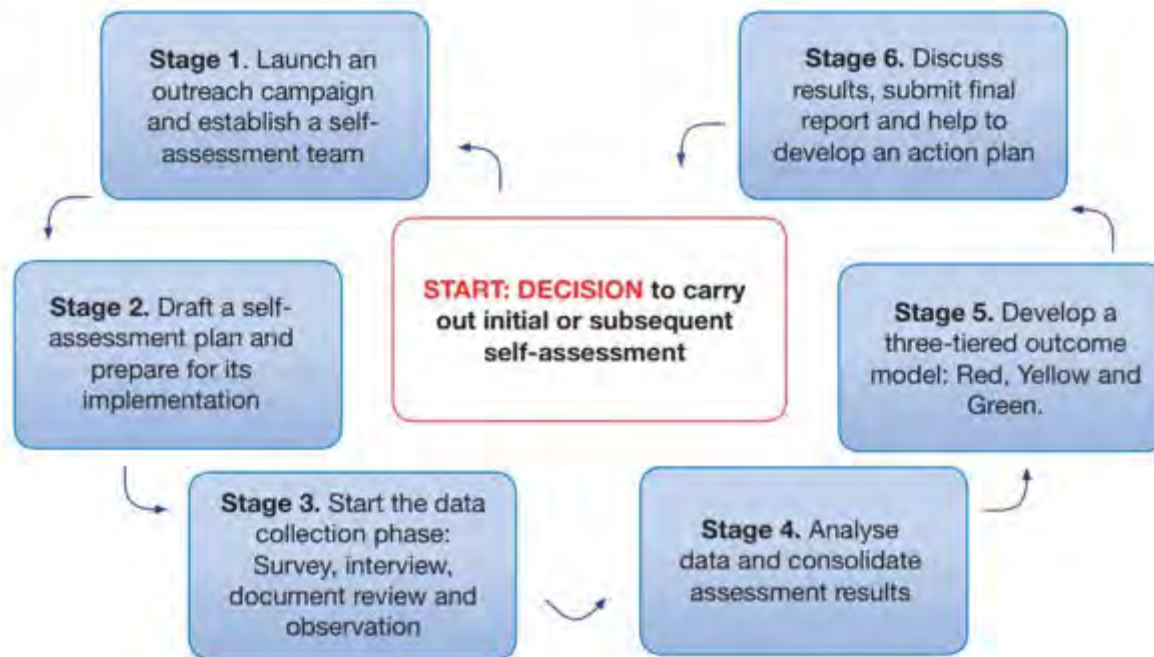 Stage 1. Launch an
outreach campaign
and establish a self-
assessment team
Stage 6. Discuss
results, submit final
report and help to
develop an action plan
START: DECISION to carry
out initial or subsequent
self-assessment
Stage 2. Draft a self-
assessment plan and
prepare for its
implementation
Stage 5. Develop a
three-tiered outcome
model: Red, Yellow and
Green.
Stage 3. Start the data
collection phase:
Survey, interview,
document review and
observation
Stage 4. Analyse
data and consolidate
assessment results